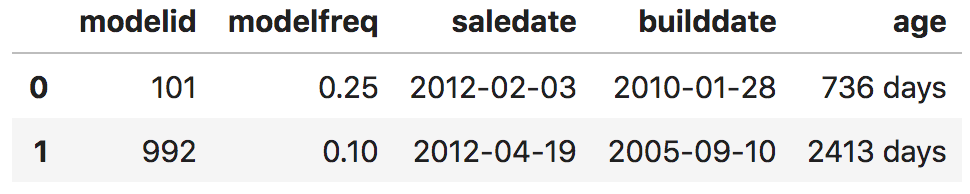 modelid modelfreq saledate builddate age
0 101 0.25 2012-02-03 2010-01-28 736 days
1 992 0.10 2012-04-19 2005-09-10 2413 days